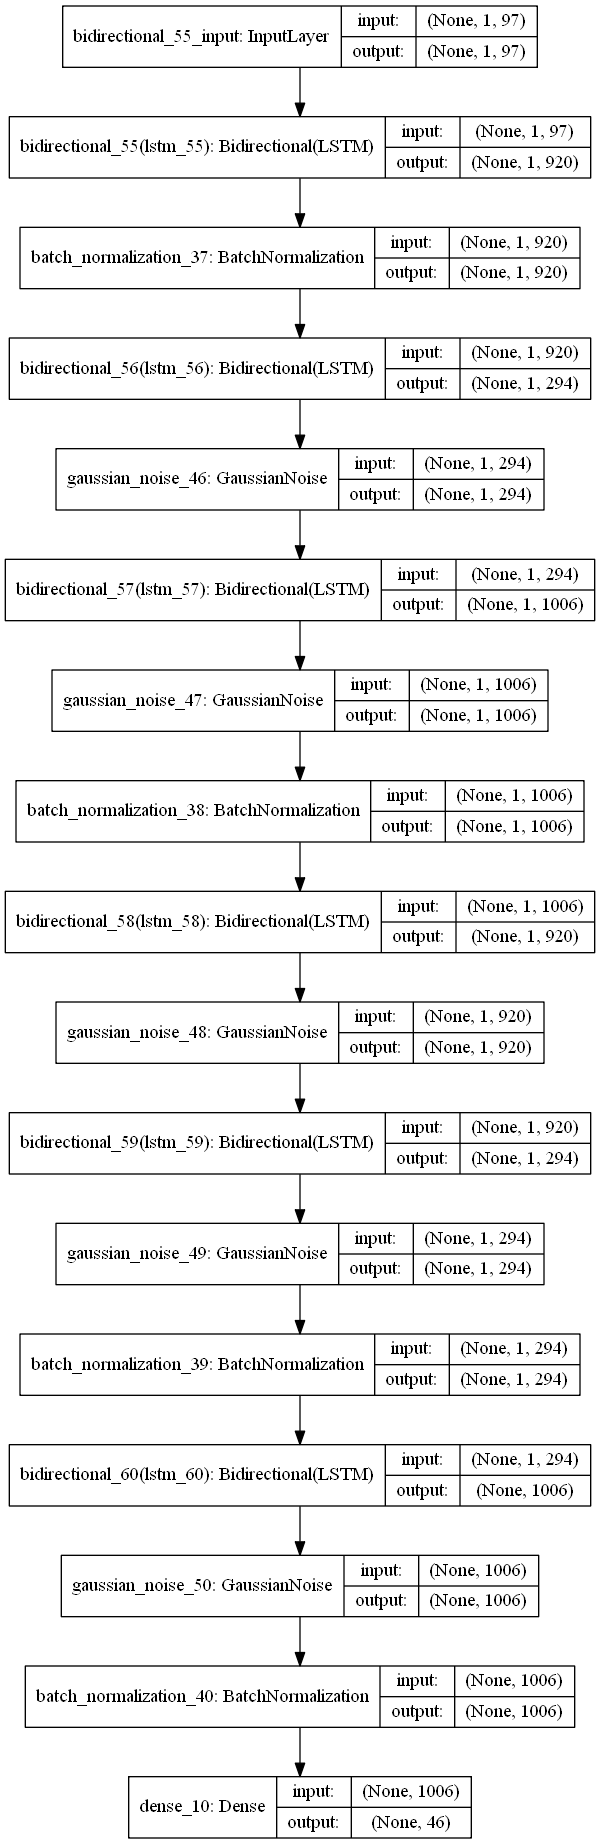 bidirectional_55_input: InputLayer
input: (None, 1, 97)
output: (None, 1, 97)
bidirectional_55(lstm_55): Bidirectional(LSTM)
input: (None, 1, 97)
output: (None, 1, 920)
batch_normalization_37: BatchNormalization
input: (None, 1, 920)
output: (None, 1, 920)
bidirectional_56(lstm_56): Bidirectional(LSTM)
input: (None, 1, 920)
output: (None, 1, 294)
gaussian_noise_46: GaussianNoise
input: (None, 1, 294)
output: (None, 1, 294)
bidirectional_57(lstm_57): Bidirectional(LSTM)
input: (None, 1, 294)
output: (None, 1, 1006)
gaussian_noise_47: GaussianNoise
input: (None, 1, 1006)
output: (None, 1, 1006)
batch_normalization_38: BatchNormalization
input: (None, 1, 1006)
output: (None, 1, 1006)
bidirectional_58(lstm_58): Bidirectional(LSTM)
input: (None, 1, 1006)
output: (None, 1, 920)
gaussian_noise_48: GaussianNoise
input: (None, 1, 920)
output: (None, 1, 920)
bidirectional_59(lstm_59): Bidirectional(LSTM)
input: (None, 1, 920)
output: (None, 1, 294)
gaussian_noise_49: GaussianNoise
input: (None, 1, 294)
output: (None, 1, 294)
batch_normalization_39: BatchNormalization
input: (None, 1, 294)
output: (None, 1, 294)
bidirectional_60(lstm_60): Bidirectional(LSTM)
input: (None, 1, 294)
output: (None, 1006)
gaussian_noise_50: GaussianNoise
input: (None, 1006)
output: (None, 1006)
batch_normalization_40: BatchNormalization
input: (None, 1006)
output: (None, 1006)
dense_10: Dense
input: (None, 1006)
output: (None, 46)